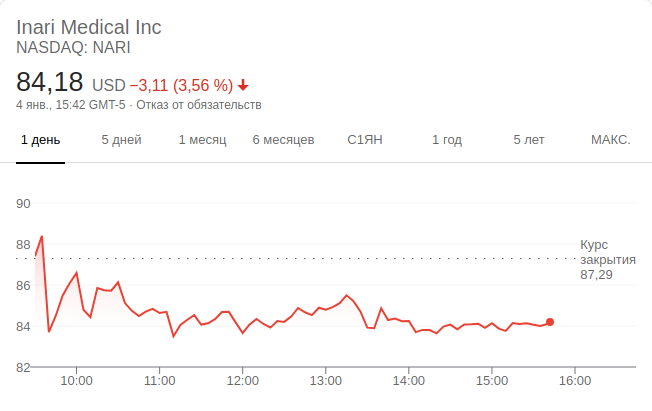 Inari Medical Inc
NASDAQ: NARI
84,18 USD −3,11 (3,56 %)
4 янв., 15:42 GMT-5 · Отказ от обязательств
1 день 5 дней 1 месяц 6 месяцев С1ЯН 1 год 5 лет МАКС.
90
88
86
84
82
Курс
закрытия
87,29
10:00 11:00 12:00 13:00 14:00 15:00 16:00